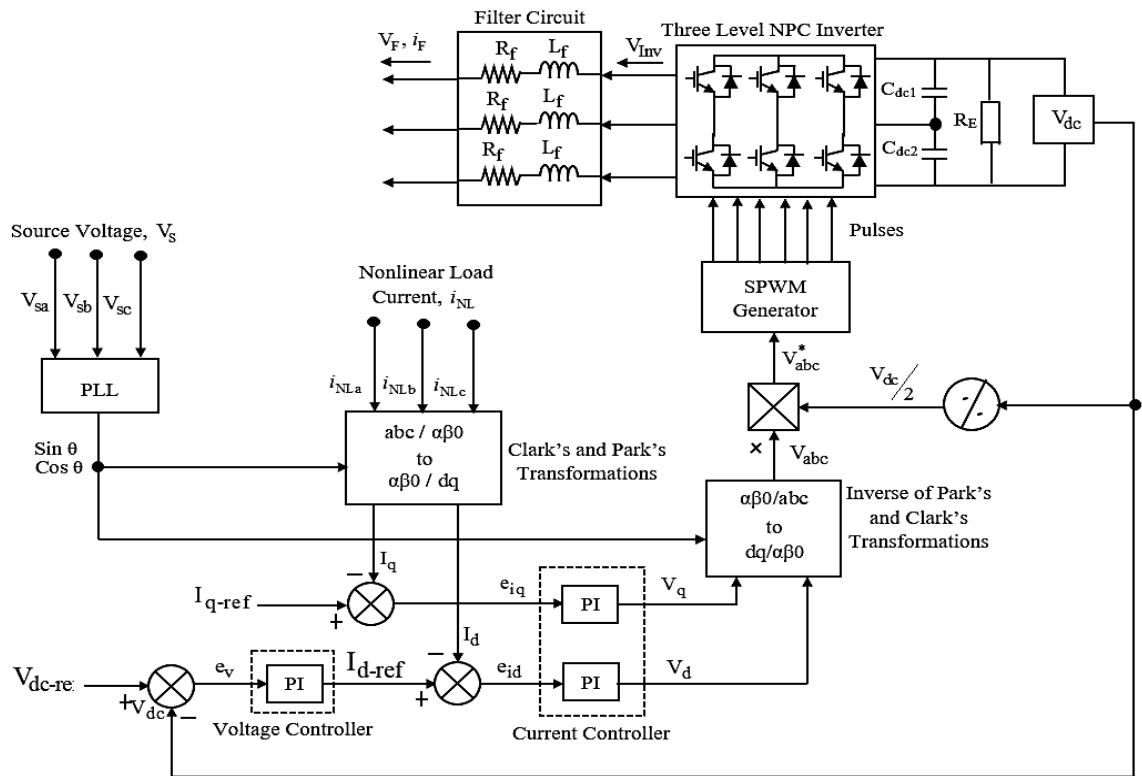 Filter Circuit
Three Level NPC Inverter
V_F, i_F
R_f
L_f
V_Inv
R_f
L_f
R_f
L_f
C_dc1
C_dc2
R_E
V_dc
Pulses
Source Voltage, V_S
V_sa
V_sb
V_sc
PLL
Sin θ
Cos θ
Nonlinear Load
Current, i_NL
i_NLa
i_NLb
i_NLc
abc / αβ0
to
αβ0 / dq
Clark's and Park's
Transformations
SPWM
Generator
V*_abc
V_dc/2
×
V_abc
αβ0/abc
to
dq/αβ0
Inverse of Park's
and Clark's
Transformations
I_q
−
I_q-ref
+
e_iq
PI
V_q
I_d
−
V_dc-re
+
V_dc
−
e_v
PI
I_d-ref
+
e_id
PI
V_d
Voltage Controller
Current Controller